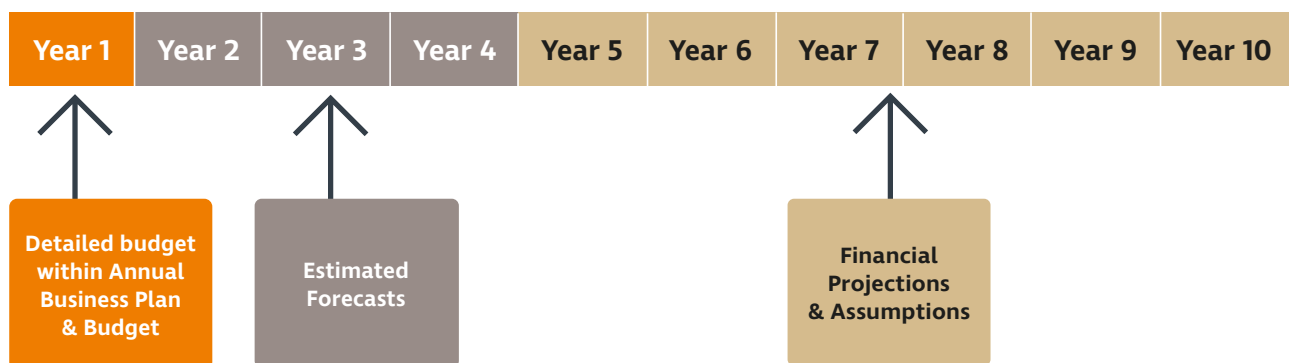 Year 1 Year 2 Year 3 Year 4 Year 5 Year 6 Year 7 Year 8 Year 9 Year 10
Detailed budget
within Annual
Business Plan
& Budget
Estimated
Forecasts
Financial
Projections
& Assumptions